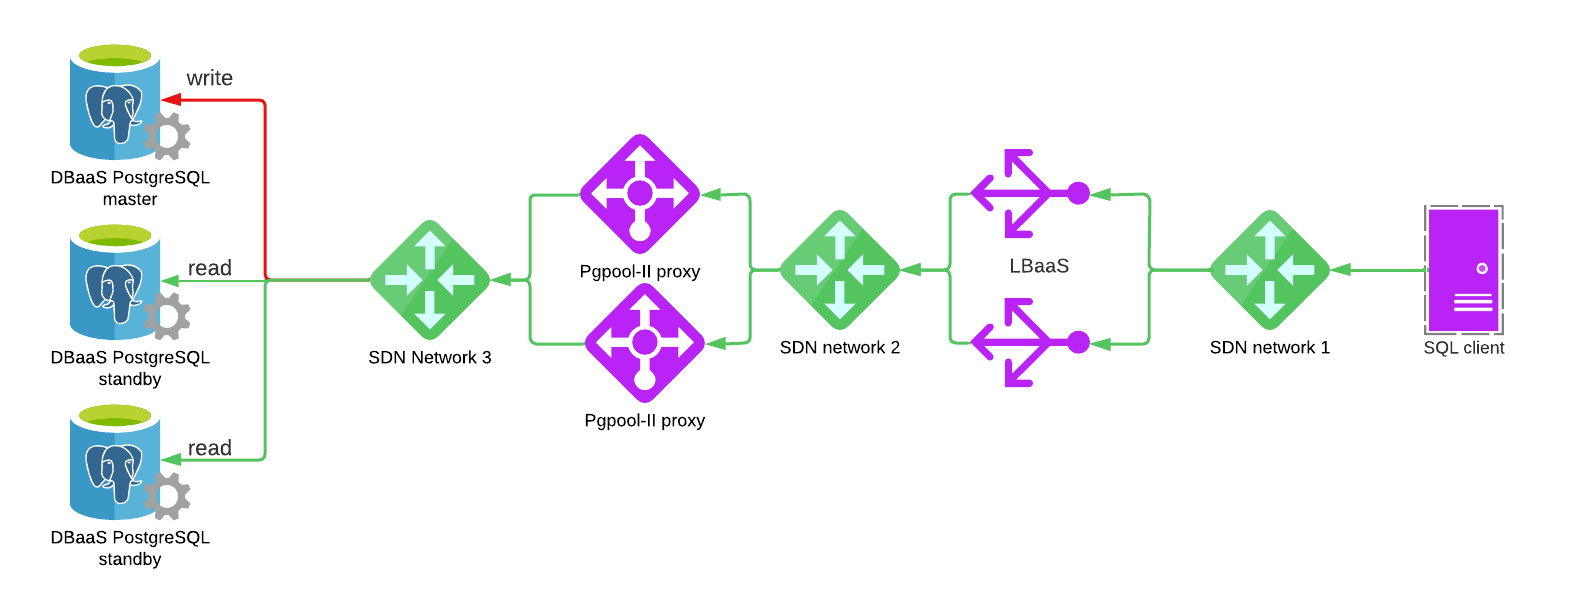 write
DBaaS PostgreSQL
master
read
DBaaS PostgreSQL
standby
read
DBaaS PostgreSQL
standby
SDN Network 3
Pgpool-II proxy
Pgpool-II proxy
SDN network 2
LBaaS
SDN network 1
SQL client